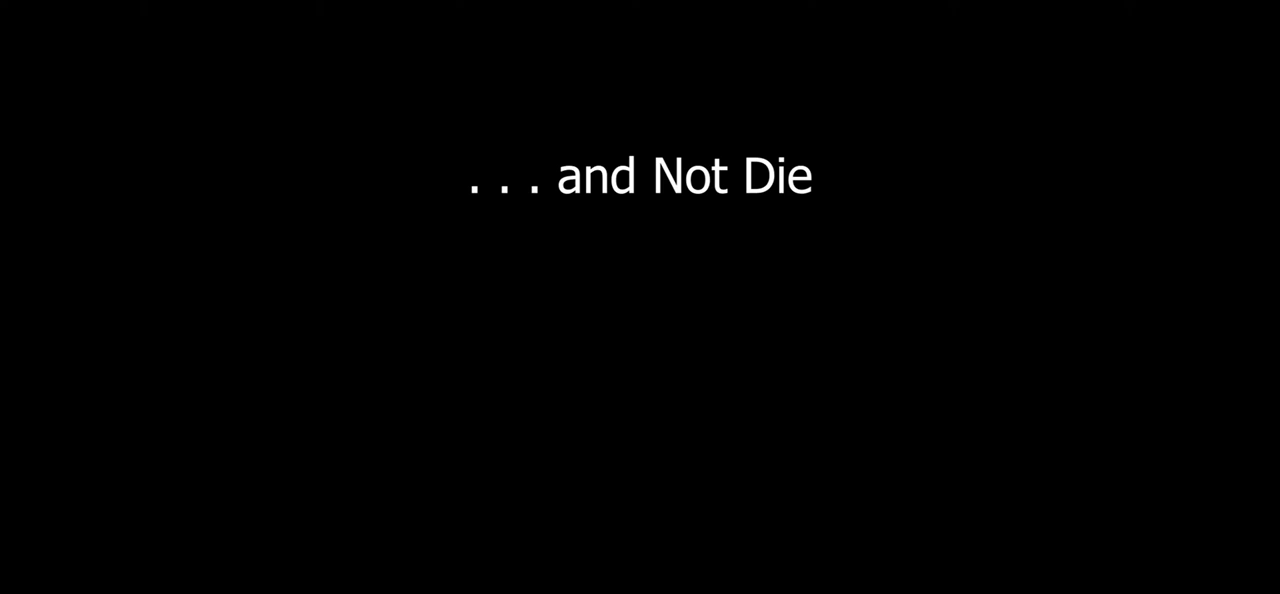 . . . and Not Die